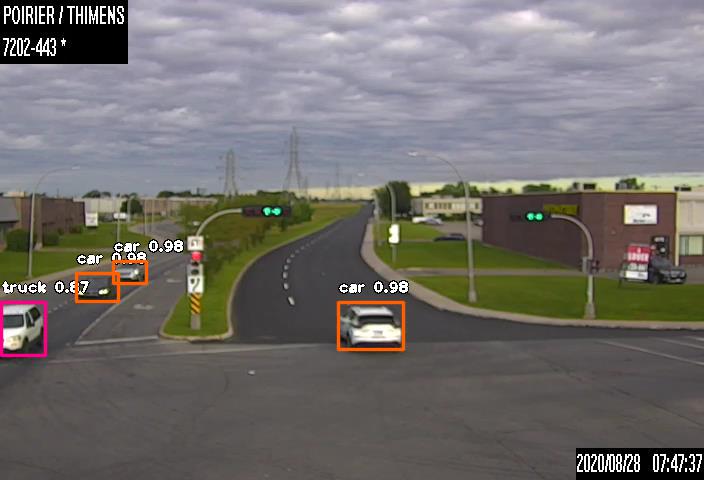 POIRIER / THIMENS
7202-443 *
car 0.98
car 0.98
truck 0.87
car 0.98
A LOUER
2020/08/28 07:47:37